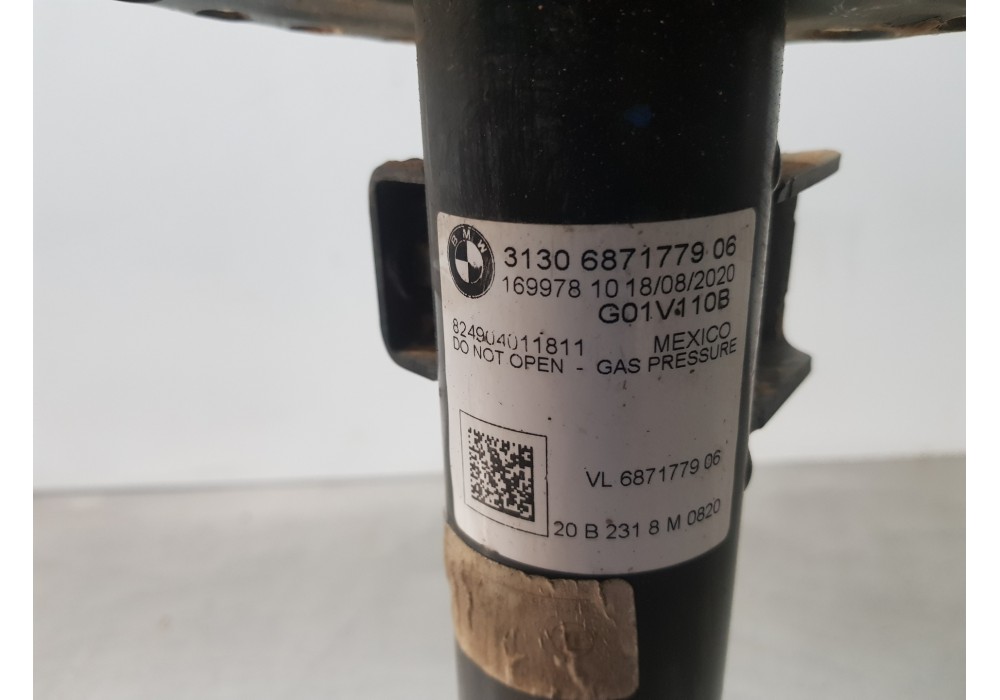 BMW
3130 6871779 06
169978 10 18/08/2020
G01V110B
824904011811 MEXICO
DO NOT OPEN - GAS PRESSURE
VL 6871779 06
20 B 231 8 M 0820